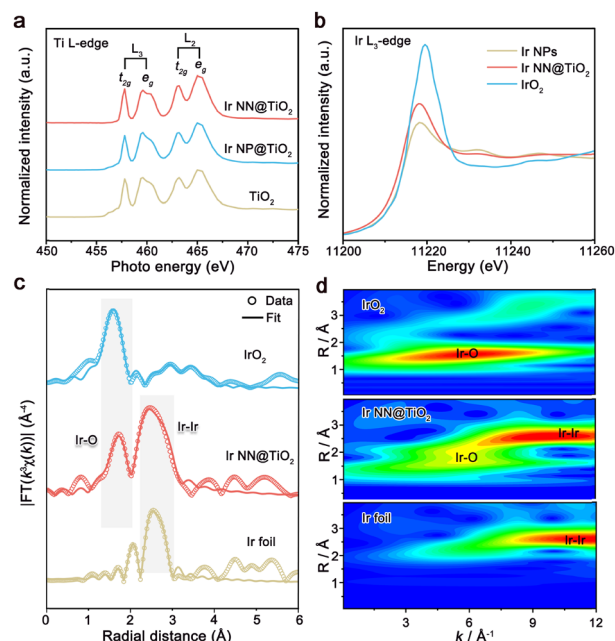 a
Ti L-edge
L3
L2
t2g
eg
t2g
eg
Ir NN@TiO2
Ir NP@TiO2
TiO2
Normalized intensity (a.u.)
450 455 460 465 470 475
Photo energy (eV)
b
Ir L3-edge
Ir NPs
Ir NN@TiO2
IrO2
Normalized intensity (a.u.)
11200 11220 11240 11260
Energy (eV)
c
Data
Fit
IrO2
Ir–O
Ir–Ir
Ir NN@TiO2
Ir foil
|FT(k³χ(k))| (Å-4)
0 1 2 3 4 5 6
Radial distance (Å)
d
IrO2
Ir-O
R / Å
3
2
1
Ir NN@TiO2
Ir-Ir
Ir-O
R / Å
3
2
1
Ir foil
Ir-Ir
R / Å
3
2
1
3 6 9 12
k / Å-1